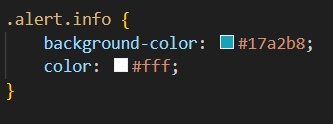 .alert.info {
    background-color: #17a2b8;
    color: #fff;
}